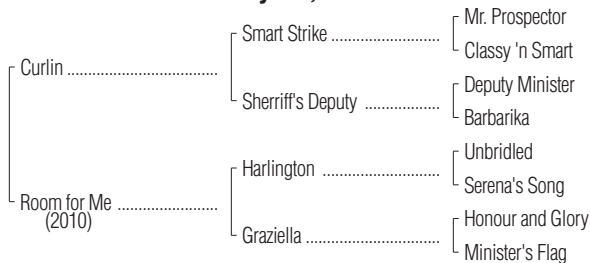 Mr. Prospector
Smart Strike ......................
Classy 'n Smart
Curlin ..................................
Deputy Minister
Sherriff's Deputy ................
Barbarika
Unbridled
Harlington .......................
Serena's Song
Room for Me ......................
(2010)
Honour and Glory
Graziella .............................
Minister's Flag